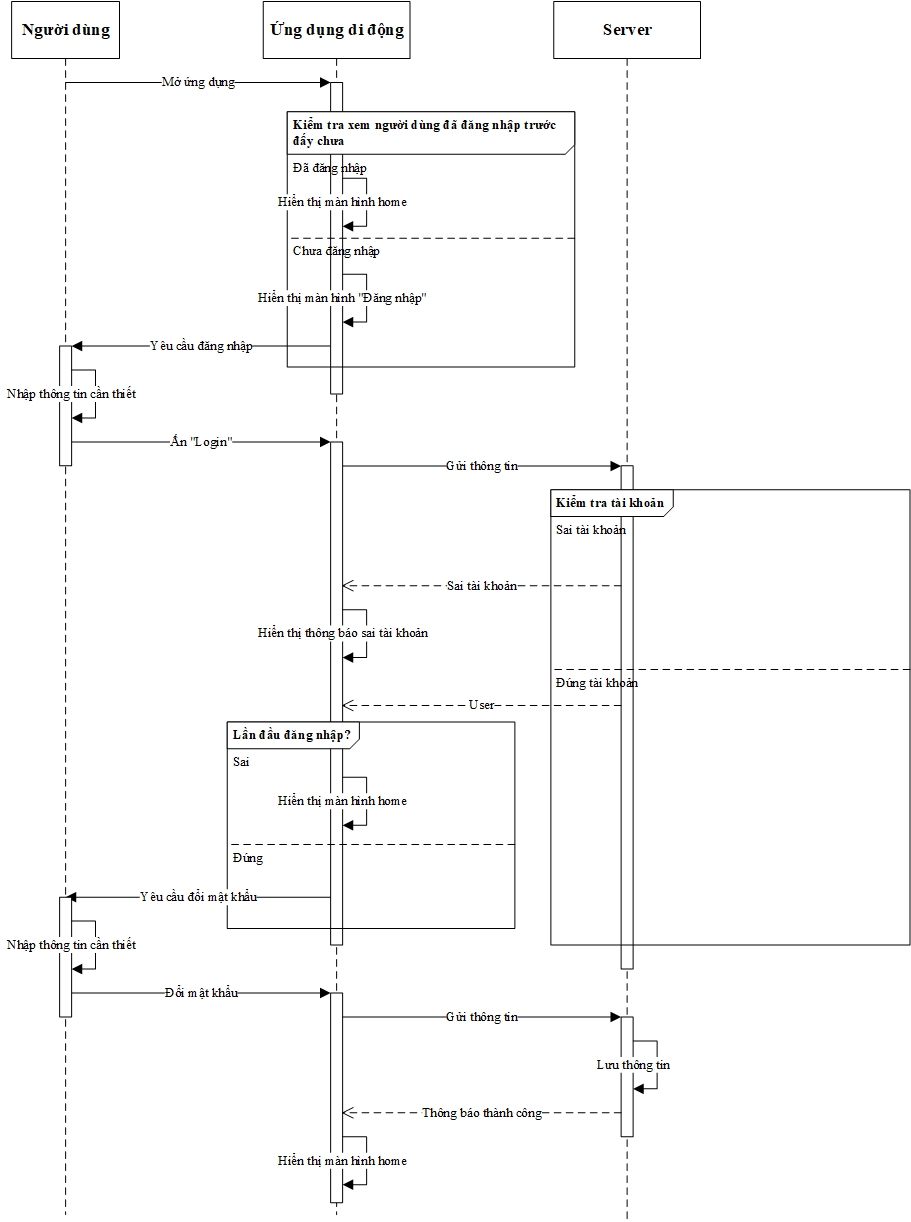 Người dùng
Ứng dụng di động
Server
Mở ứng dụng
Kiểm tra xem người dùng đã đăng nhập trước
đấy chưa
Đã đăng nhập
Hiển thị màn hình home
Chưa đăng nhập
Hiển thị màn hình "Đăng nhập"
Yêu cầu đăng nhập
Nhập thông tin cần thiết
Ấn "Login"
Gửi thông tin
Kiểm tra tài khoản
Sai tài khoản
Sai tài khoản
Hiển thị thông báo sai tài khoản
Đúng tài khoản
User
Lần đầu đăng nhập?
Sai
Hiển thị màn hình home
Đúng
Yêu cầu đổi mật khẩu
Nhập thông tin cần thiết
Đổi mật khẩu
Gửi thông tin
Lưu thông tin
Thông báo thành công
Hiển thị màn hình home